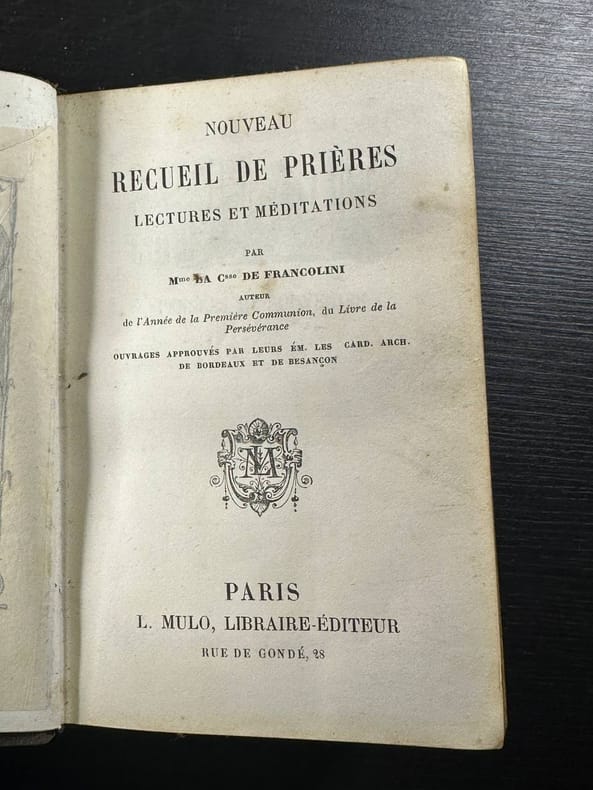 NOUVEAU
RECUEIL DE PRIÈRES
LECTURES ET MÉDITATIONS
PAR
Mme LA Csse DE FRANCOLINI
AUTEUR
de l'Année de la Première Communion, du Livre de la
Persévérance
OUVRAGES APPROUVÉS PAR LEURS ÉM. LES CARD. ARCH.
DE BORDEAUX ET DE BESANÇON
LM
PARIS
L. MULO, LIBRAIRE-ÉDITEUR
RUE DE CONDÉ, 28